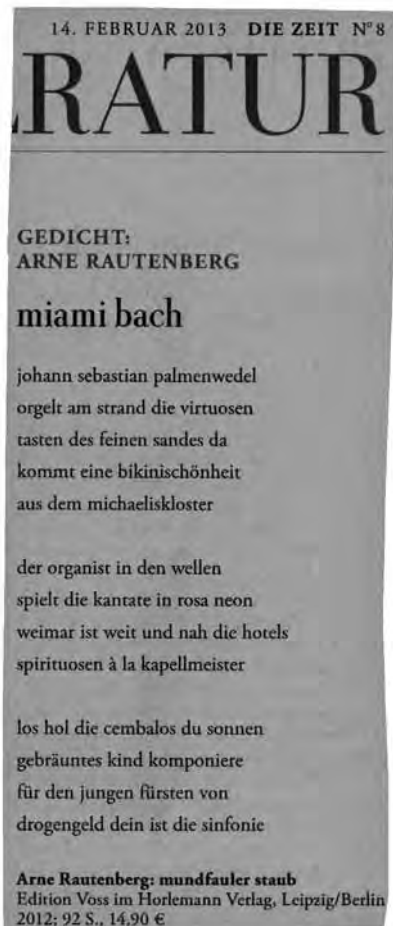 14. FEBRUAR 2013 DIE ZEIT N° 8
RATUR
GEDICHT:
ARNE RAUTENBERG
miami bach
johann sebastian palmenwedel
orgelt am strand die virtuosen
tasten des feinen sandes da
kommt eine bikinischönheit
aus dem michaeliskloster
der organist in den wellen
spielt die kantate in rosa neon
weimar ist weit und nah die hotels
spirituosen à la kapellmeister
los hol die cembalos du sonnen
gebräuntes kind komponiere
für den jungen fürsten von
drogengeld dein ist die sinfonie
Arne Rautenberg: mundfauler staub
Edition Voss im Horlemann Verlag, Leipzig/Berlin
2012; 92 S., 14,90 €